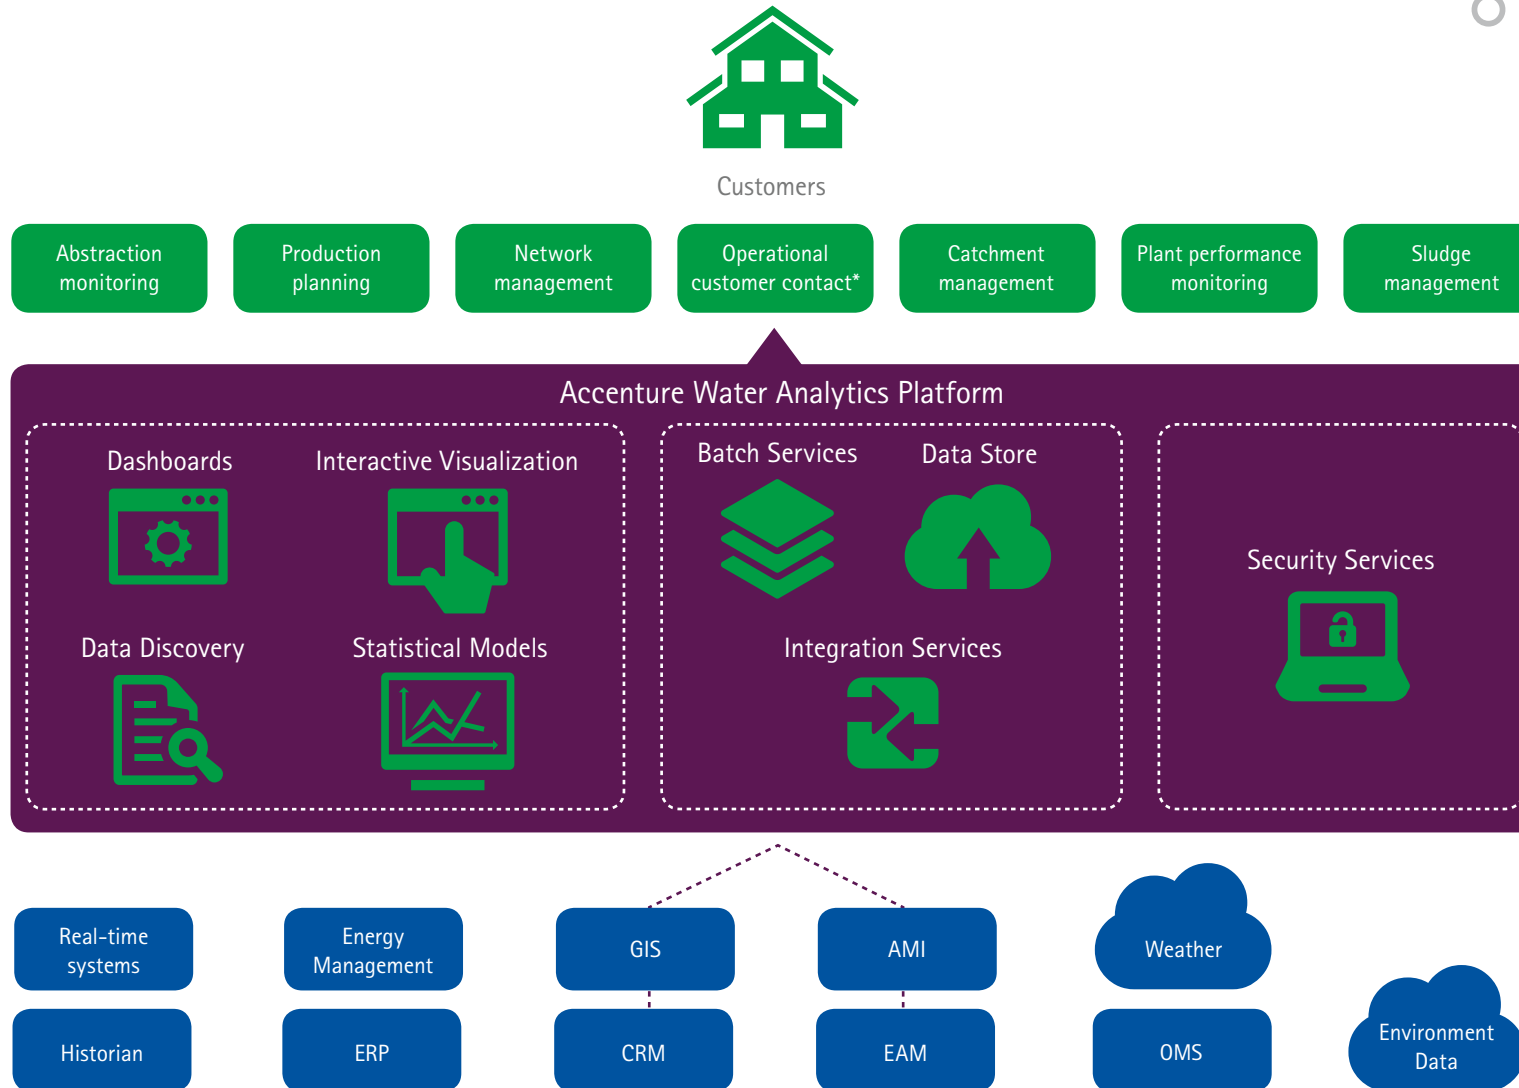 Customers
Abstraction
monitoring
Production
planning
Network
management
Operational
customer contact*
Catchment
management
Plant performance
monitoring
Sludge
management
Accenture Water Analytics Platform
Dashboards
Interactive Visualization
Batch Services
Data Store
Security Services
Data Discovery
Statistical Models
Integration Services
Real-time
systems
Energy
Management
GIS
AMI
Weather
Historian
ERP
CRM
EAM
OMS
Environment
Data